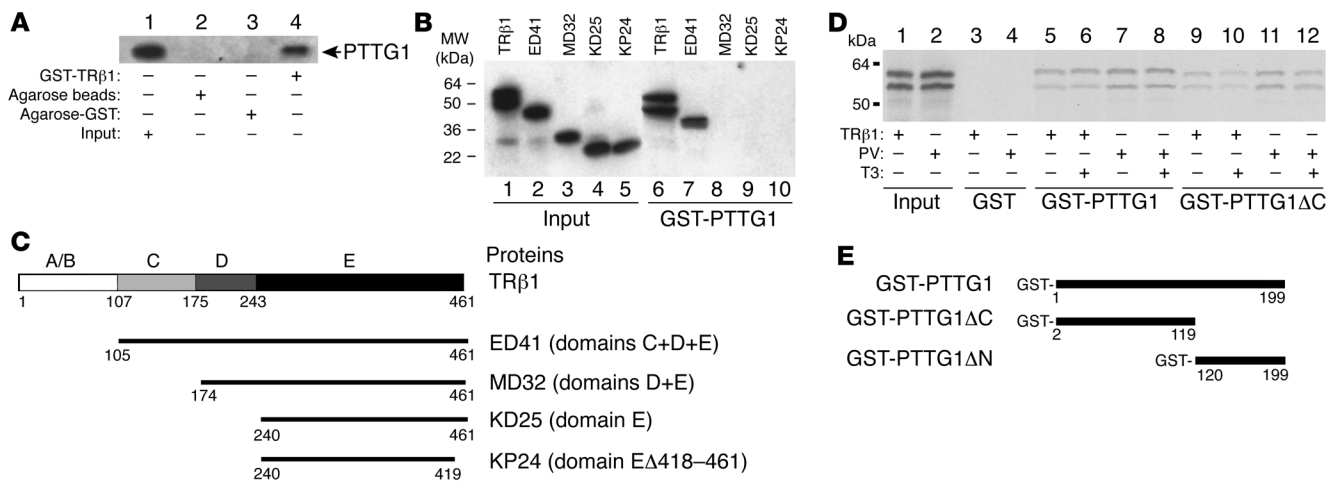 A
1 2 3 4
PTTG1
GST-TRβ1: – – – +
Agarose beads: – + – –
Agarose-GST: – – + –
Input: + – – –
B
MW
(kDa)
TRβ1 ED41 MD32 KD25 KP24 TRβ1 ED41 MD32 KD25 KP24
64 –
50 –
36 –
22 –
1 2 3 4 5 6 7 8 9 10
Input GST-PTTG1
C
A/B C D E
Proteins
TRβ1
1 107 175 243 461
ED41 (domains C+D+E)
105 461
MD32 (domains D+E)
174 461
KD25 (domain E)
240 461
KP24 (domain EΔ418–461)
240 419
D
kDa
1 2 3 4 5 6 7 8 9 10 11 12
64
50
TRβ1: + – + – + + – – + + – –
PV: – + – + – – + + – – + +
T3: – – – – – + – + – + – +
Input GST GST-PTTG1 GST-PTTG1ΔC
E
GST-PTTG1 GST-
1 199
GST-PTTG1ΔC GST-
2 119
GST-PTTG1ΔN GST-
120 199